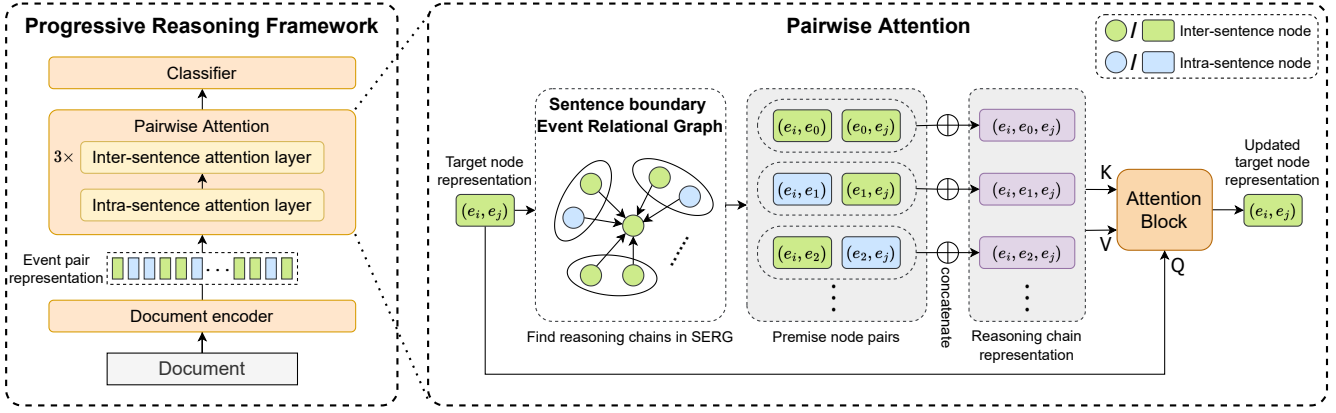 Progressive Reasoning Framework
Classifier
Pairwise Attention
3×
Inter-sentence attention layer
Intra-sentence attention layer
Event pair
representation
Document encoder
Document
Pairwise Attention
/ Inter-sentence node
/ Intra-sentence node
Target node
representation
(e_i, e_j)
Sentence boundary
Event Relational Graph
Find reasoning chains in SERG
(e_i, e_0) (e_0, e_j)
(e_i, e_1) (e_1, e_j)
(e_i, e_2) (e_2, e_j)
Premise node pairs
concatenate
(e_i, e_0, e_j)
(e_i, e_1, e_j)
(e_i, e_2, e_j)
Reasoning chain
representation
K
V
Q
Attention
Block
Updated
target node
representation
(e_i, e_j)